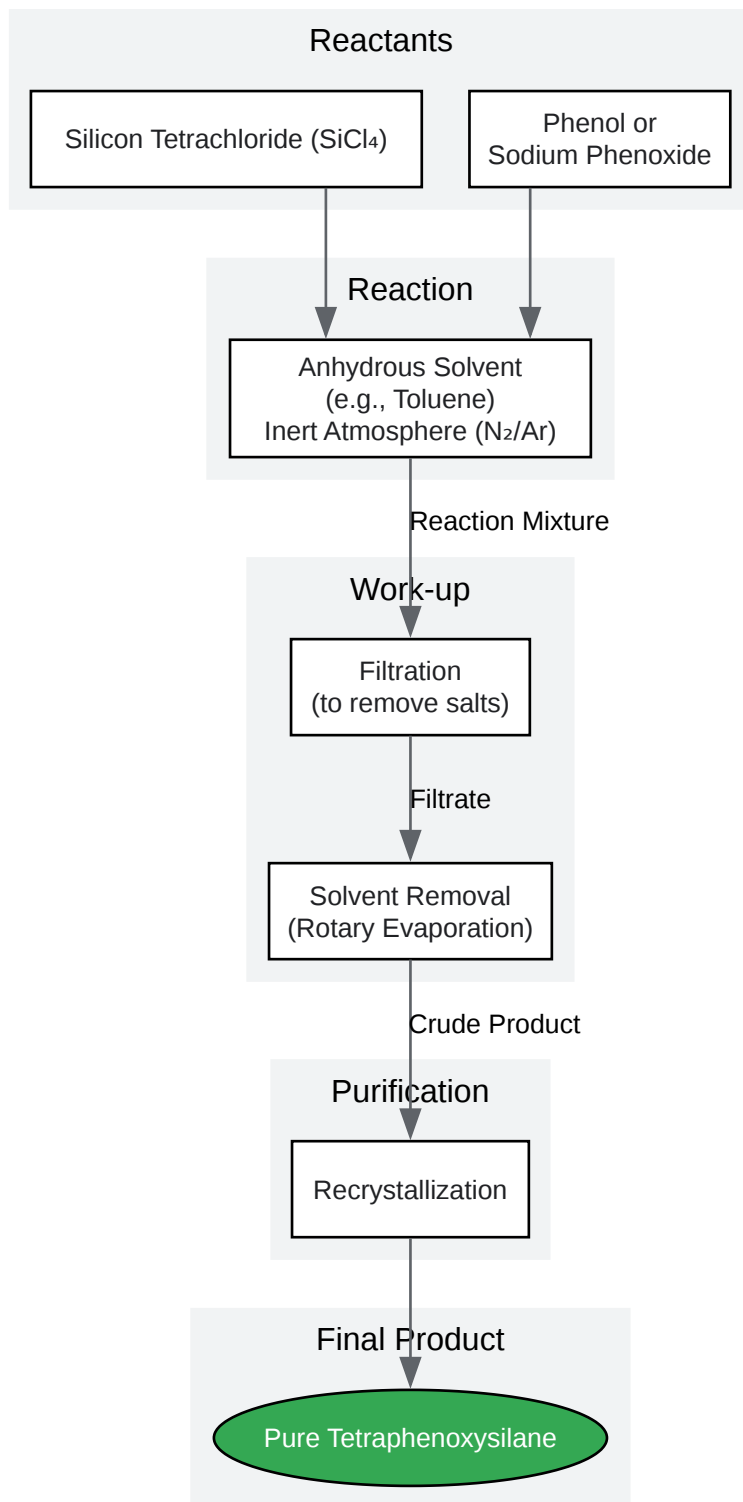 Reactants
Silicon Tetrachloride (SiCl₄)
Phenol or
Sodium Phenoxide
Reaction
Anhydrous Solvent
(e.g., Toluene)
Inert Atmosphere (N₂/Ar)
Reaction Mixture
Work-up
Filtration
(to remove salts)
Filtrate
Solvent Removal
(Rotary Evaporation)
Crude Product
Purification
Recrystallization
Final Product
Pure Tetraphenoxysilane